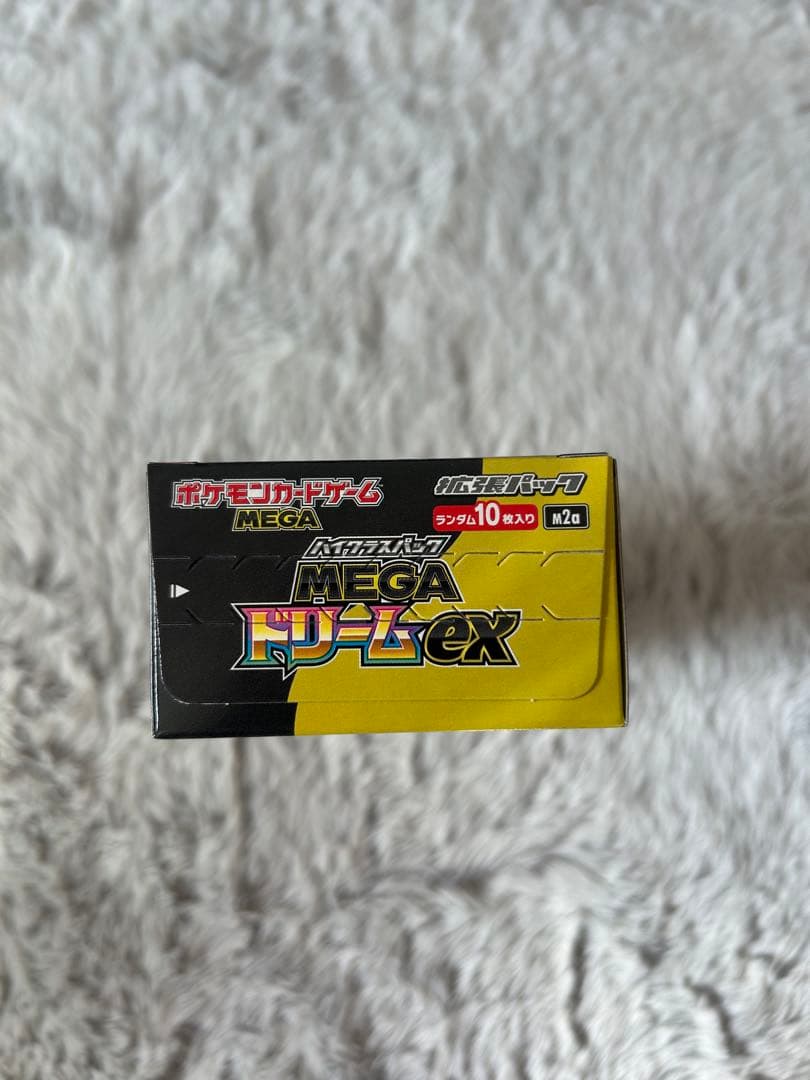 ポケモンカードゲーム
MEGA
拡張パック
ランダム10枚入り M2a
ハイクラスパック
MEGA
ドリームex